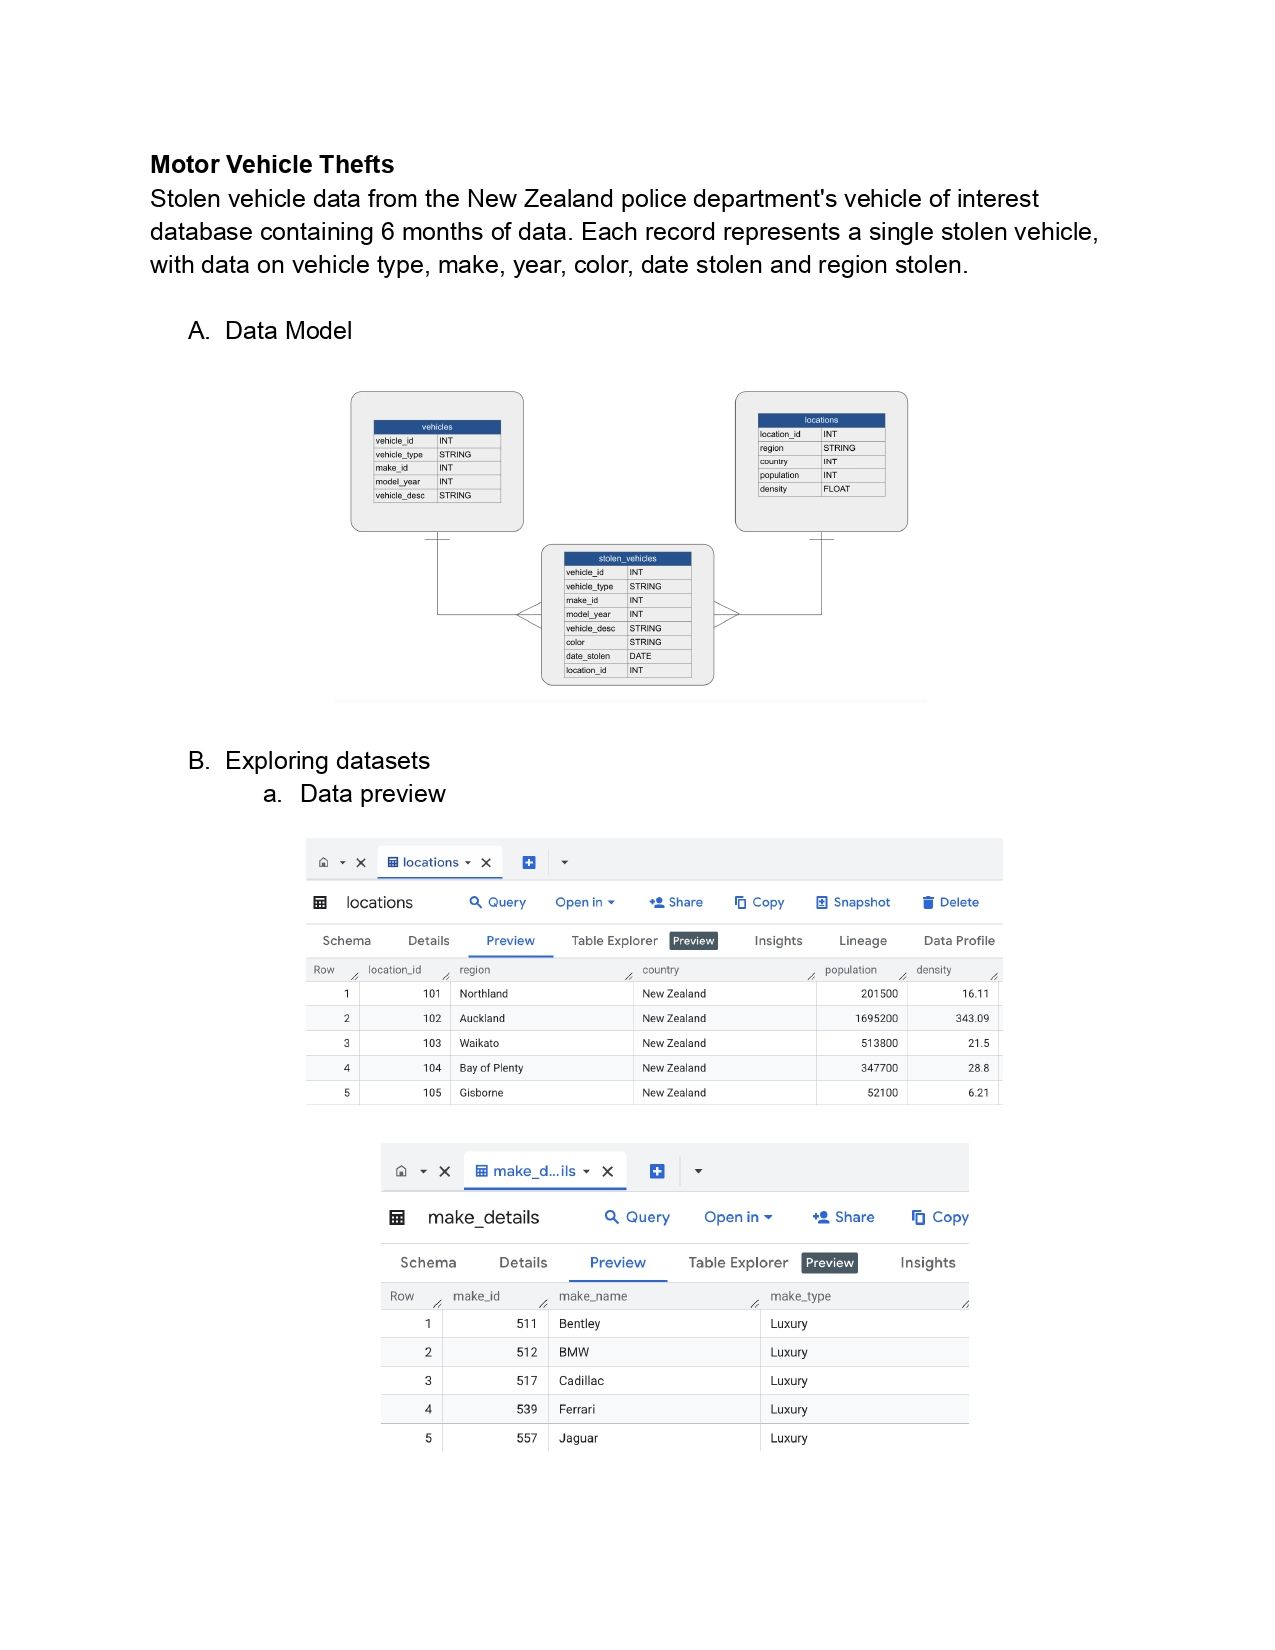 Motor Vehicle Thefts
Stolen vehicle data from the New Zealand police department's vehicle of interest
database containing 6 months of data. Each record represents a single stolen vehicle,
with data on vehicle type, make, year, color, date stolen and region stolen.
A. Data Model
vehicles
vehicle_id INT
vehicle_type STRING
make_id INT
model_year INT
vehicle_desc STRING
locations
location_id INT
region STRING
country INT
population INT
density FLOAT
stolen_vehicles
vehicle_id INT
vehicle_type STRING
make_id INT
model_year INT
vehicle_desc STRING
color STRING
date_stolen DATE
location_id INT
B. Exploring datasets
a. Data preview
locations
locations Query Open in Share Copy Snapshot Delete
Schema Details Preview Table Explorer Preview Insights Lineage Data Profile
Row location_id region country population density
1 101 Northland New Zealand 201500 16.11
2 102 Auckland New Zealand 1695200 343.09
3 103 Waikato New Zealand 513800 21.5
4 104 Bay of Plenty New Zealand 347700 28.8
5 105 Gisborne New Zealand 52100 6.21
make_d...ils
make_details Query Open in Share Copy
Schema Details Preview Table Explorer Preview Insights
Row make_id make_name make_type
1 511 Bentley Luxury
2 512 BMW Luxury
3 517 Cadillac Luxury
4 539 Ferrari Luxury
5 557 Jaguar Luxury